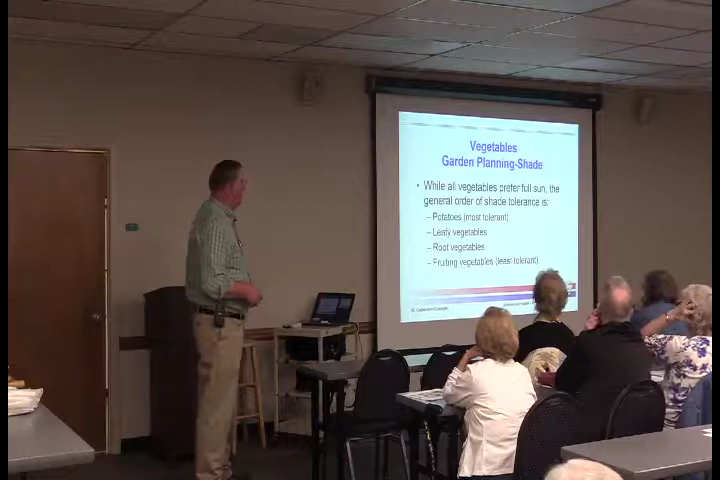 Vegetables
Garden Planning-Shade
• While all vegetables prefer full sun, the
general order of shade tolerance is:
– Potatoes (most tolerant)
– Leafy vegetables
– Root vegetables
– Fruiting vegetables (least tolerant)